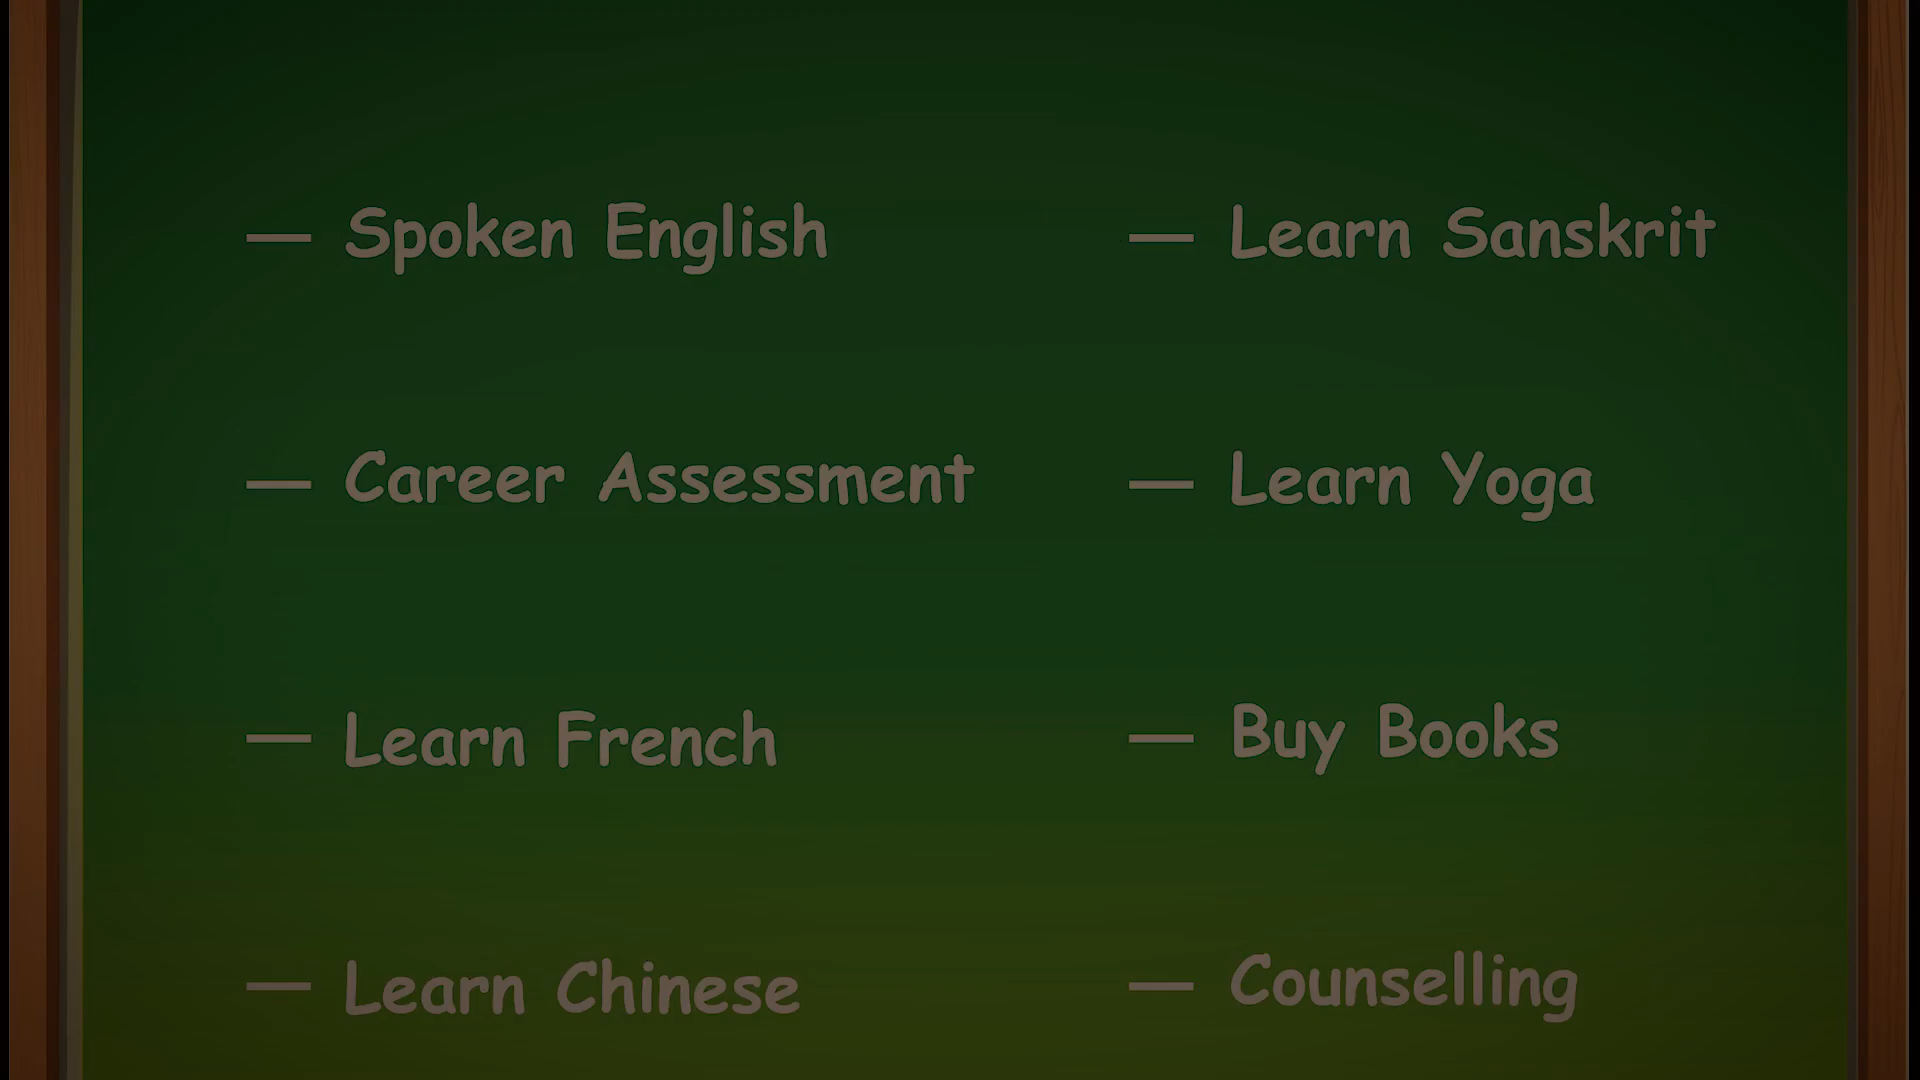 — Spoken English
— Career Assessment
— Learn French
— Learn Chinese
— Learn Sanskrit
— Learn Yoga
— Buy Books
— Counselling